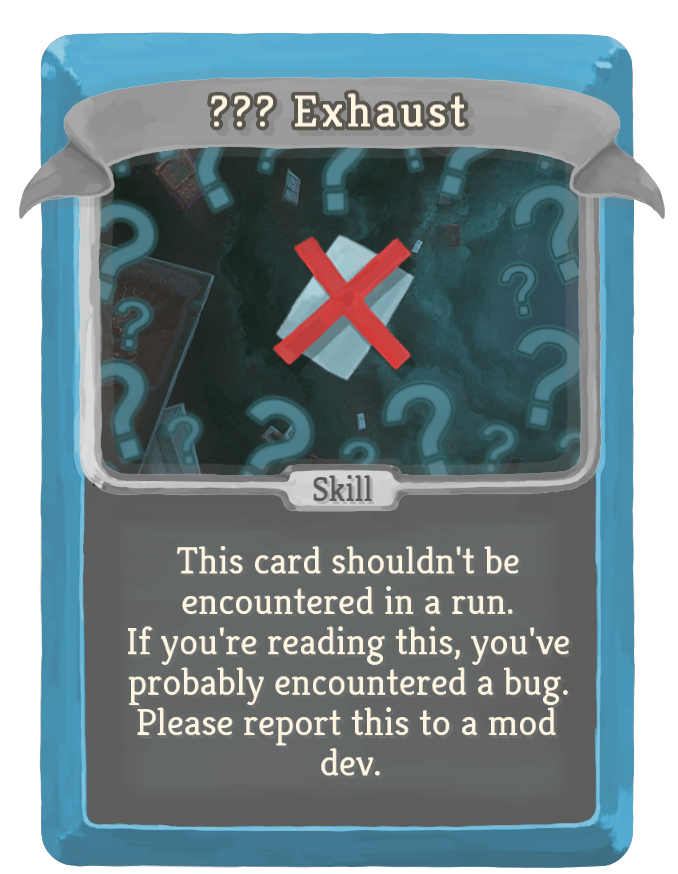 ??? Exhaust
Skill
This card shouldn't be
encountered in a run.
If you're reading this, you've
probably encountered a bug.
Please report this to a mod
dev.